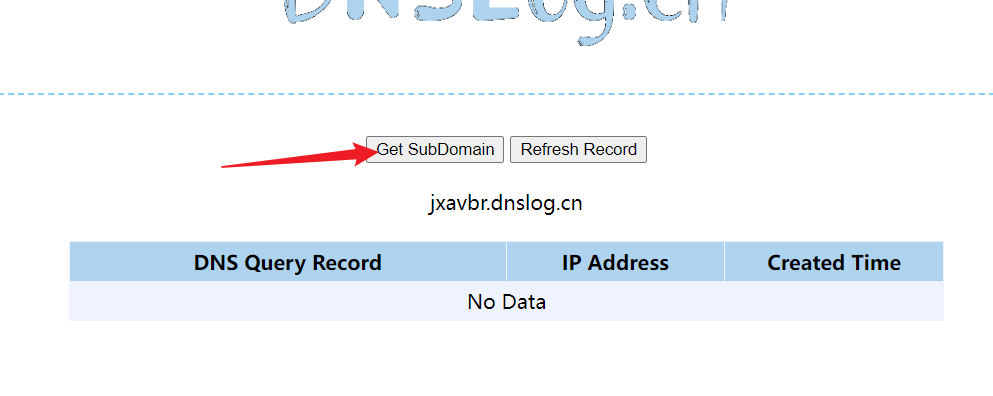 DNSLog.cn
Get SubDomain Refresh Record
jxavbr.dnslog.cn
DNS Query Record IP Address Created Time
No Data